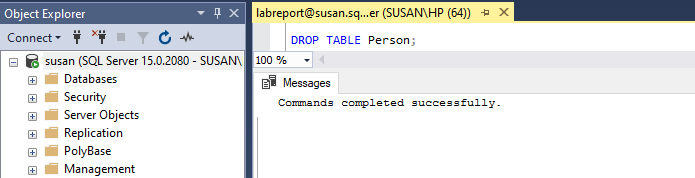 Object Explorer
Connect
susan (SQL Server 15.0.2080 - SUSAN\
Databases
Security
Server Objects
Replication
PolyBase
Management
labreport@susan.sq...er (SUSAN\HP (64))
DROP TABLE Person;
100 %
Messages
Commands completed successfully.